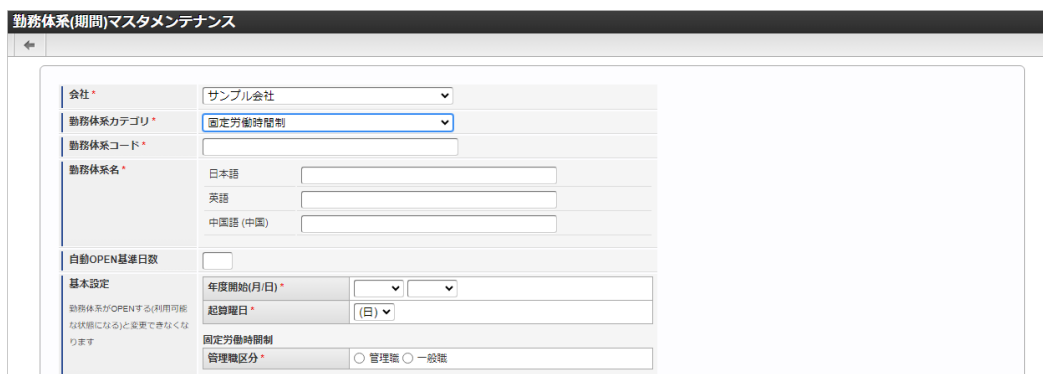 勤務体系(期間)マスタメンテナンス
会社*
サンプル会社
勤務体系カテゴリ*
固定労働時間制
勤務体系コード*
勤務体系名*
日本語
英語
中国語 (中国)
自動OPEN基準日数
基本設定
勤務体系がOPENする(利用可能
な状態になる)と変更できなくな
ります
年度開始(月/日)*
起算曜日*
(日)
固定労働時間制
管理職区分*
管理職 一般職